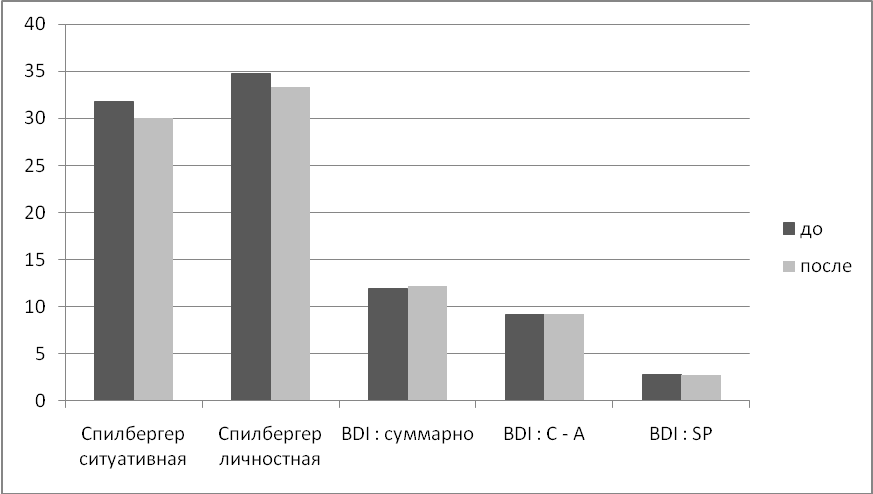 40
35
30
25
20
15
10
5
0
Спилбергер
ситуативная
Спилбергер
личностная
BDI : суммарно
BDI : C - A
BDI : SP
до
после